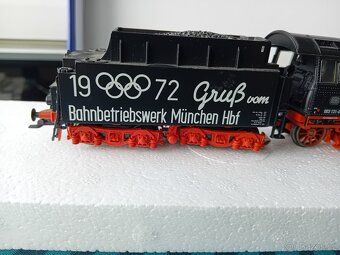 19 72 Gruß vom
Bahnbetriebswerk München Hbf